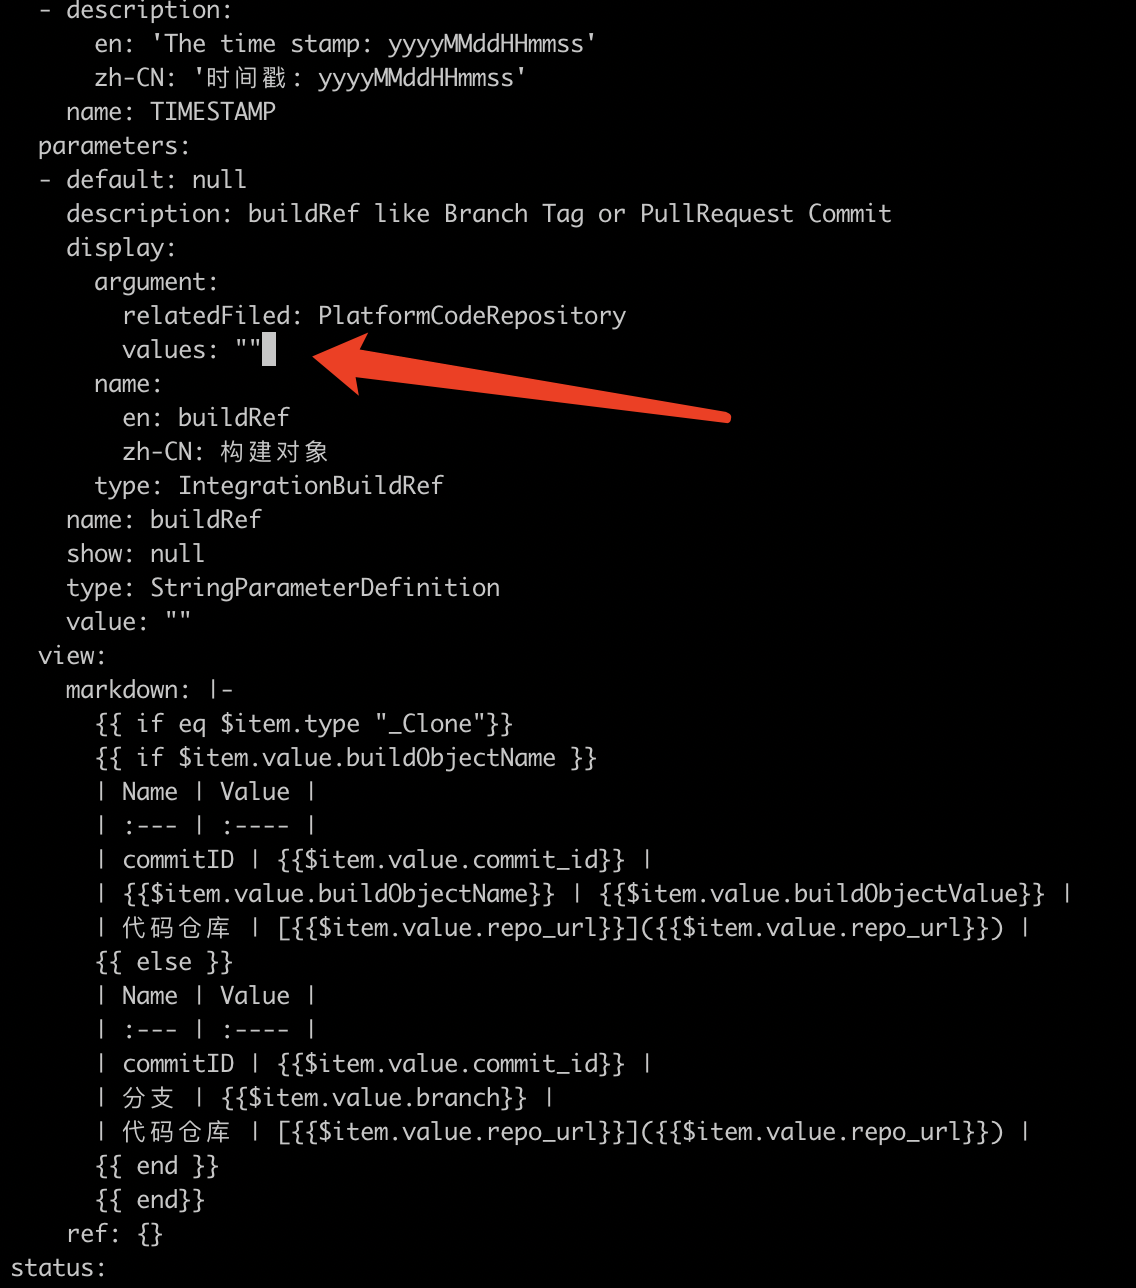 - description:
en: 'The time stamp: yyyyMMddHHmmss'
zh-CN: '时间戳: yyyyMMddHHmmss'
name: TIMESTAMP
parameters:
- default: null
description: buildRef like Branch Tag or PullRequest Commit
display:
argument:
relatedFiled: PlatformCodeRepository
values: ""
name:
en: buildRef
zh-CN: 构建对象
type: IntegrationBuildRef
name: buildRef
show: null
type: StringParameterDefinition
value: ""
view:
markdown: |-
{{ if eq $item.type "_Clone"}}
{{ if $item.value.buildObjectName }}
| Name | Value |
| :--- | :---- |
| commitID | {{$item.value.commit_id}} |
| {{$item.value.buildObjectName}} | {{$item.value.buildObjectValue}} |
| 代码仓库 | [{{$item.value.repo_url}}]({{$item.value.repo_url}}) |
{{ else }}
| Name | Value |
| :--- | :---- |
| commitID | {{$item.value.commit_id}} |
| 分支 | {{$item.value.branch}} |
| 代码仓库 | [{{$item.value.repo_url}}]({{$item.value.repo_url}}) |
{{ end }}
{{ end}}
ref: {}
status: